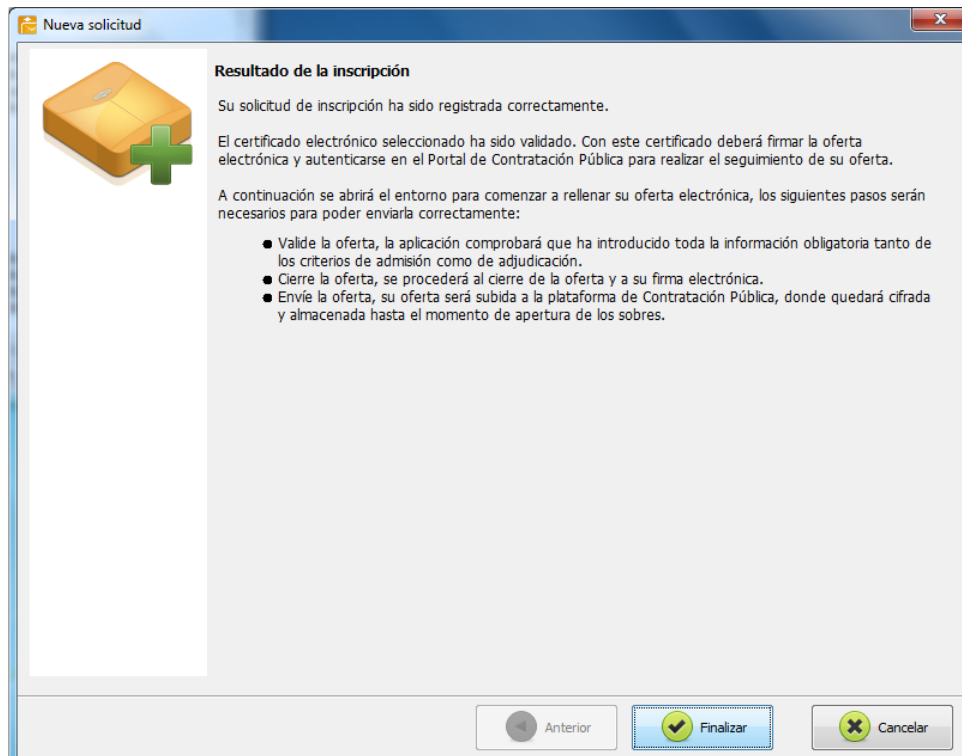 Nueva solicitud
Resultado de la inscripción
Su solicitud de inscripción ha sido registrada correctamente.
El certificado electrónico seleccionado ha sido validado. Con este certificado deberá firmar la oferta
electrónica y autenticarse en el Portal de Contratación Pública para realizar el seguimiento de su oferta.
A continuación se abrirá el entorno para comenzar a rellenar su oferta electrónica, los siguientes pasos serán
necesarios para poder enviarla correctamente:
● Valide la oferta, la aplicación comprobará que ha introducido toda la información obligatoria tanto de
los criterios de admisión como de adjudicación.
● Cierre la oferta, se procederá al cierre de la oferta y a su firma electrónica.
● Envíe la oferta, su oferta será subida a la plataforma de Contratación Pública, donde quedará cifrada
y almacenada hasta el momento de apertura de los sobres.
Anterior
Finalizar
Cancelar